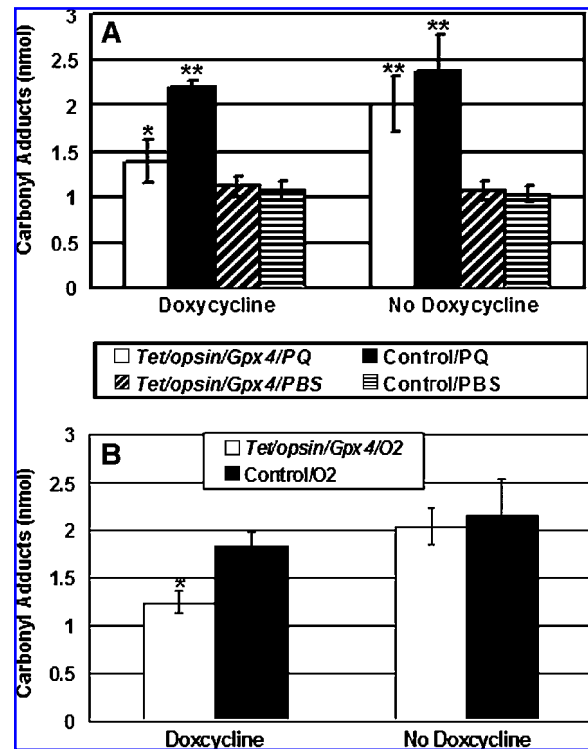 A
Carbonyl Adducts (nmol)
3
2.5
2
1.5
1
0.5
0
*
**
**
**
Doxycycline
No Doxycycline
Tet/opsin/Gpx4/PQ
Control/PQ
Tet/opsin/Gpx4/PBS
Control/PBS
B
Carbonyl Adducts (nmol)
3
2.5
2
1.5
1
0.5
0
Tet/opsin/Gpx4/O2
Control/O2
*
Doxcycline
No Doxcycline